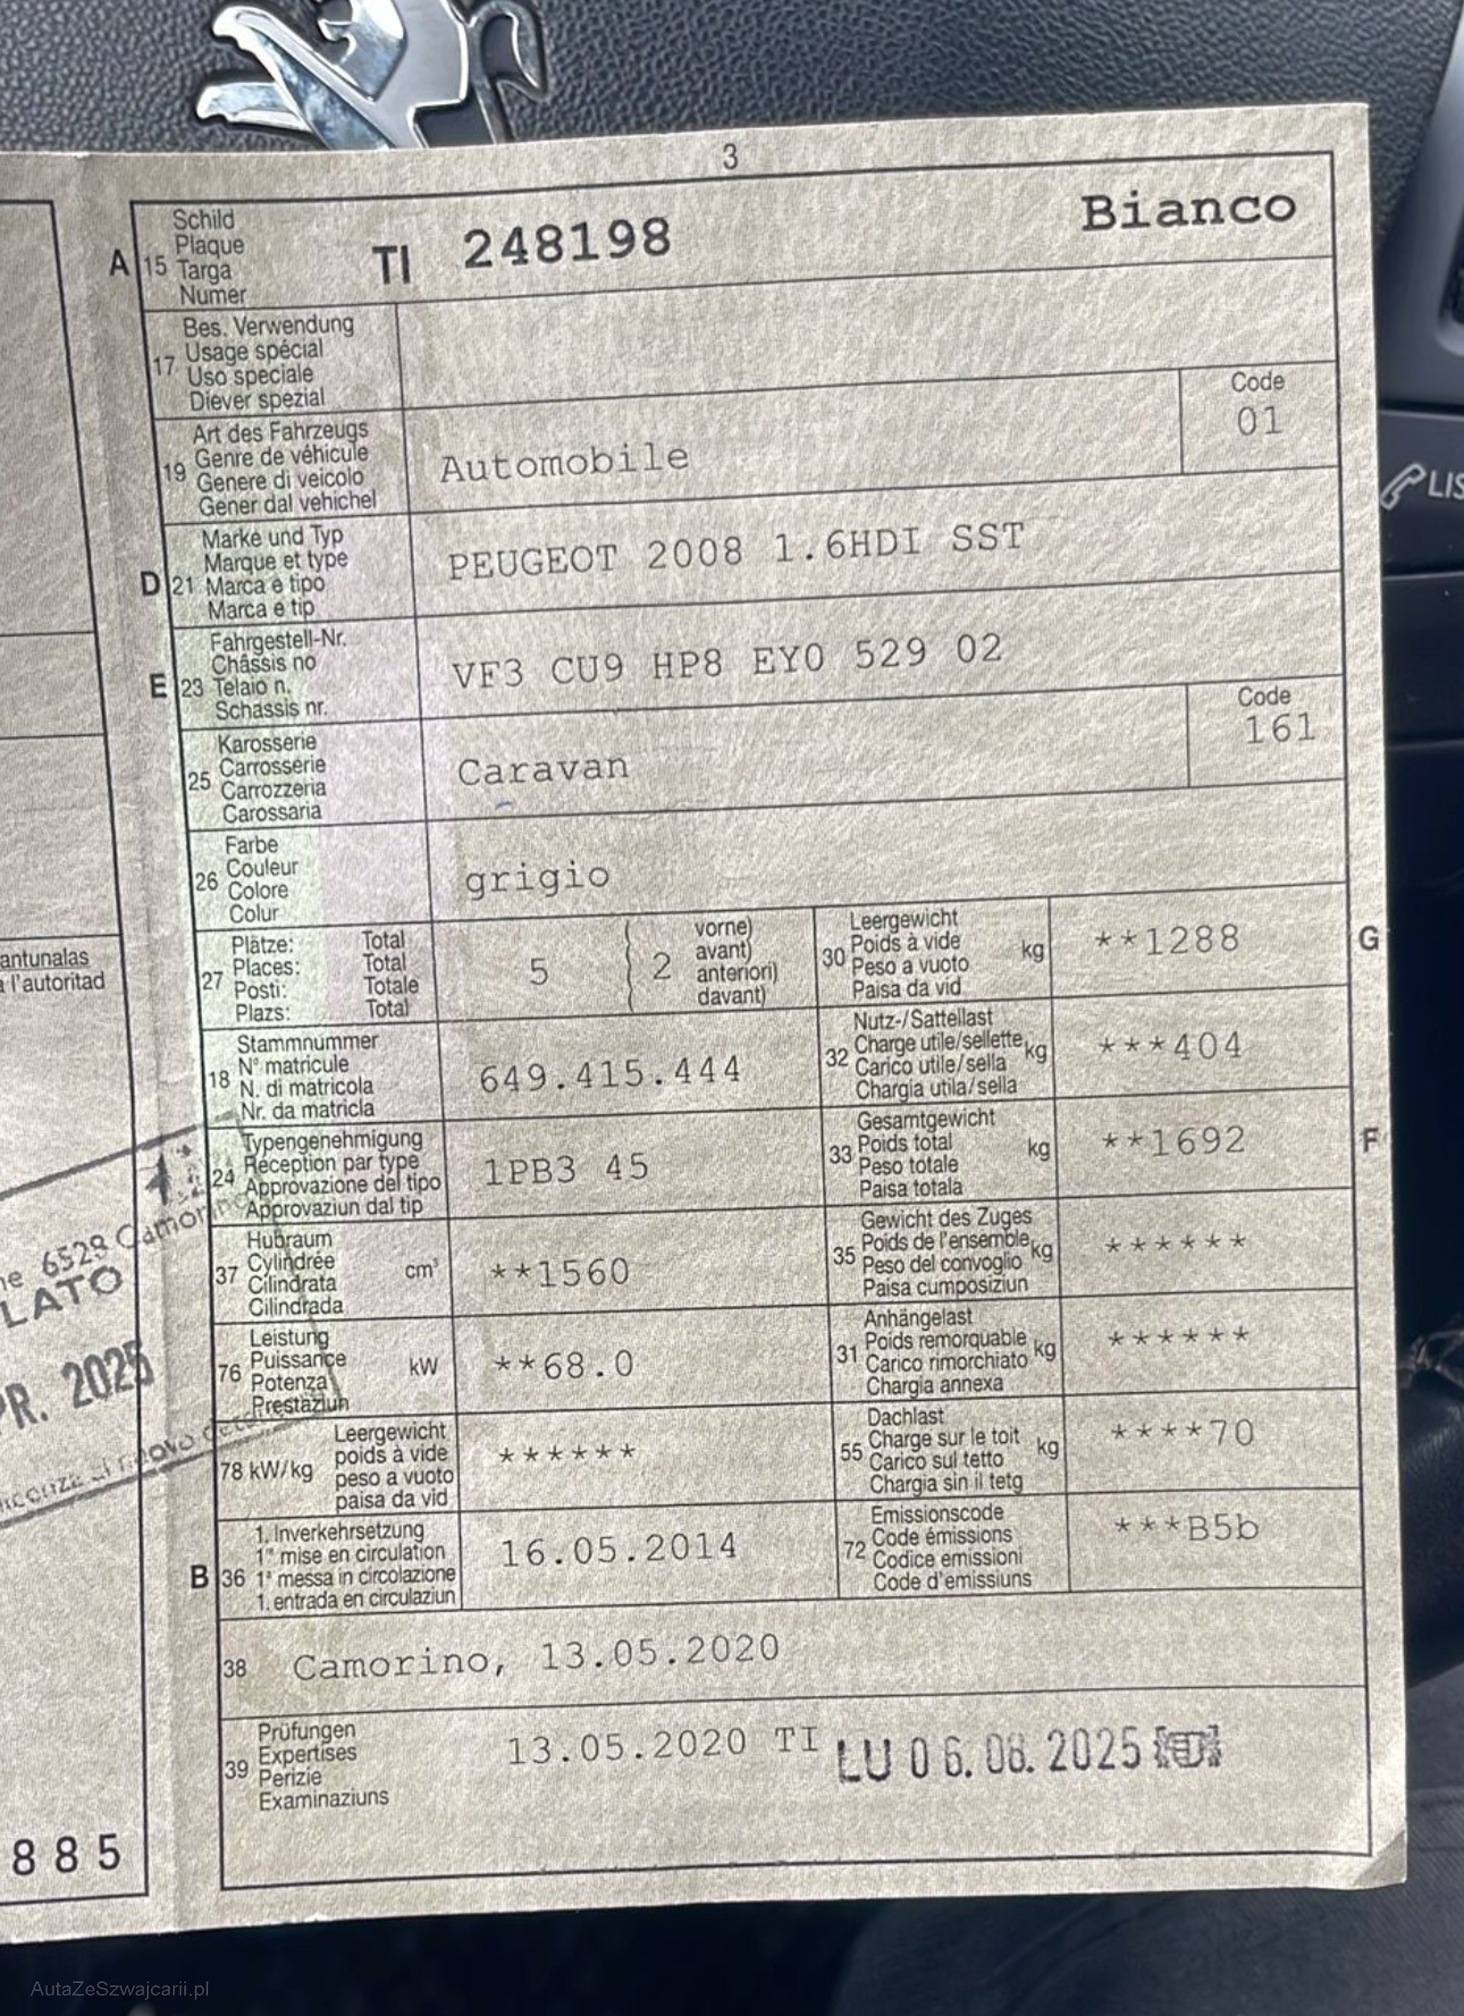 3
A 15 Schild
Plaque
Targa
Numer
TI 248198 Bianco
17 Bes. Verwendung
Usage spécial
Uso speciale
Diever spezial
19 Art des Fahrzeugs
Genre de véhicule
Genere di veicolo
Gener dal vehichel
Automobile
Code
01
D 21 Marke und Typ
Marque et type
Marca e tipo
Marca e tip
PEUGEOT 2008 1.6HDI SST
E 23 Fahrgestell-Nr.
Châssis no
Telaio n.
Schassis nr.
VF3 CU9 HP8 EY0 529 02
25 Karosserie
Carrosserie
Carrozzeria
Carossaria
Caravan
Code
161
26 Farbe
Couleur
Colore
Colur
grigio
27 Plätze: Total
Places: Total
Posti: Totale
Plazs: Total
5 2
vorne)
avant)
anteriori)
davant)
30 Leergewicht
Poids à vide kg
Peso a vuoto
Paisa da vid
**1288
G
18 Stammnummer
N° matricule
N. di matricola
Nr. da matricla
649.415.444
32 Nutz-/Sattellast
Charge utile/sellette kg
Carico utile/sella
Chargia utila/sella
***404
24 Typengenehmigung
Réception par type
Approvazione del tipo
Approvaziun dal tip
1PB3 45
33 Gesamtgewicht
Poids total kg
Peso totale
Paisa totala
**1692
F
37 Hubraum
Cylindrée cm³
Cilindrata
Cilindrada
**1560
35 Gewicht des Zuges
Poids de l'ensemble kg
Peso del convoglio
Paisa cumposiziun
******
76 Leistung
Puissance kW
Potenza
Prestaziun
**68.0
31 Anhängelast
Poids remorquable kg
Carico rimorchiato
Chargia annexa
******
78 kW/kg Leergewicht
poids à vide
peso a vuoto
paisa da vid
******
55 Dachlast
Charge sur le toit kg
Carico sul tetto
Chargia sin il tetg
****70
B 36 1. Inverkehrsetzung
1re mise en circulation
1a messa in circolazione
1. entrada en circulaziun
16.05.2014
72 Emissionscode
Code émissions
Codice emissioni
Code d'emissiuns
***B5b
38 Camorino, 13.05.2020
39 Prüfungen
Expertises
Perizie
Examinaziuns
13.05.2020 TI LU 06.08.2025
antunalas
l'autoritad
6528 Camorino
LATO
PR. 2025
885
LIS
AutaZeSzwajcarii.pl